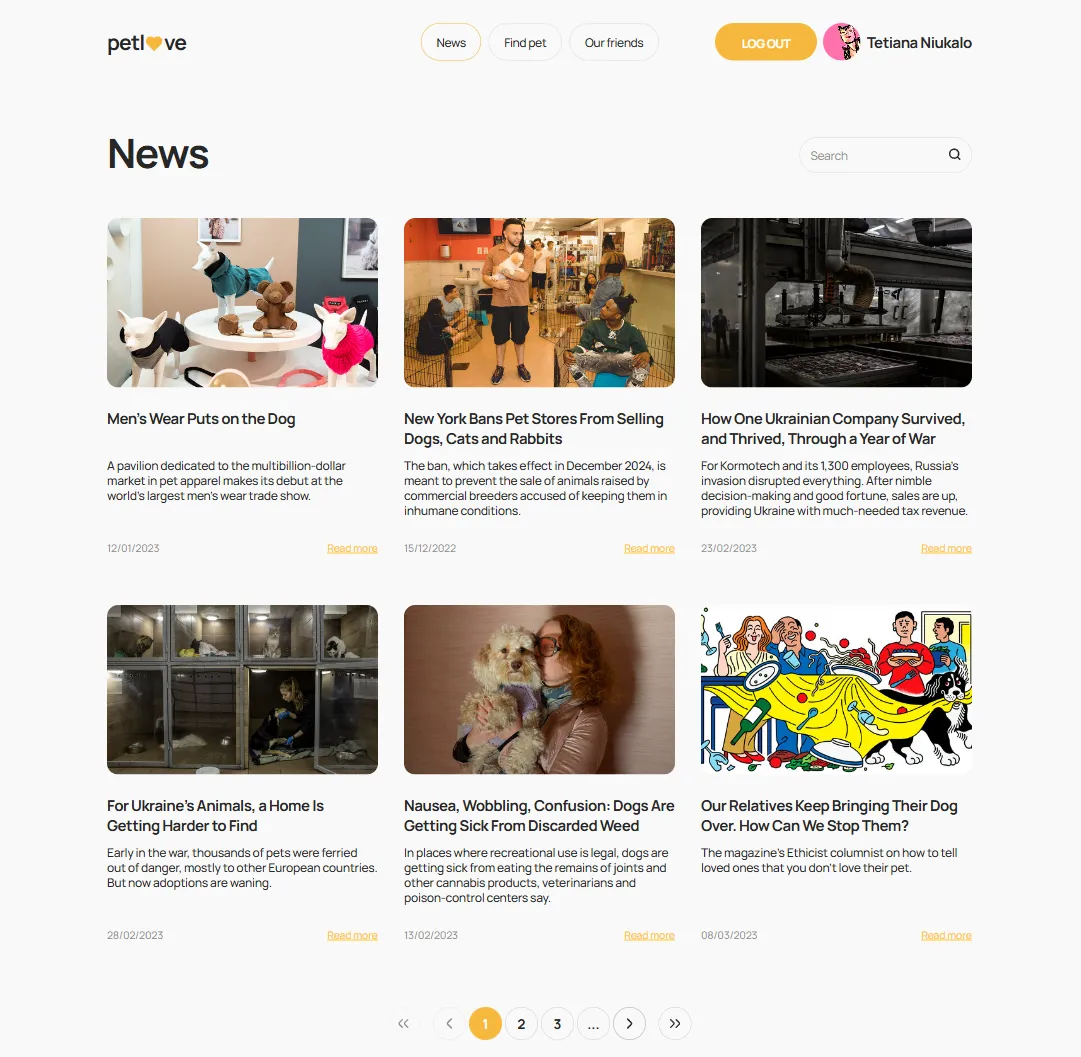 petl ve
News
Find pet
Our friends
LOG OUT
Tetiana Niukalo
News
Search
Men's Wear Puts on the Dog
A pavilion dedicated to the multibillion-dollar
market in pet apparel makes its debut at the
world's largest men's wear trade show.
12/01/2023
Read more
New York Bans Pet Stores From Selling
Dogs, Cats and Rabbits
The ban, which takes effect in December 2024, is
meant to prevent the sale of animals raised by
commercial breeders accused of keeping them in
inhumane conditions.
15/12/2022
Read more
How One Ukrainian Company Survived,
and Thrived, Through a Year of War
For Kormotech and its 1,300 employees, Russia's
invasion disrupted everything. After nimble
decision-making and good fortune, sales are up,
providing Ukraine with much-needed tax revenue.
23/02/2023
Read more
For Ukraine's Animals, a Home Is
Getting Harder to Find
Early in the war, thousands of pets were ferried
out of danger, mostly to other European countries.
But now adoptions are waning.
28/02/2023
Read more
Nausea, Wobbling, Confusion: Dogs Are
Getting Sick From Discarded Weed
In places where recreational use is legal, dogs are
getting sick from eating the remains of joints and
other cannabis products, veterinarians and
poison-control centers say.
13/02/2023
Read more
Our Relatives Keep Bringing Their Dog
Over. How Can We Stop Them?
The magazine's Ethicist columnist on how to tell
loved ones that you don't love their pet.
08/03/2023
Read more
1 2 3 ...